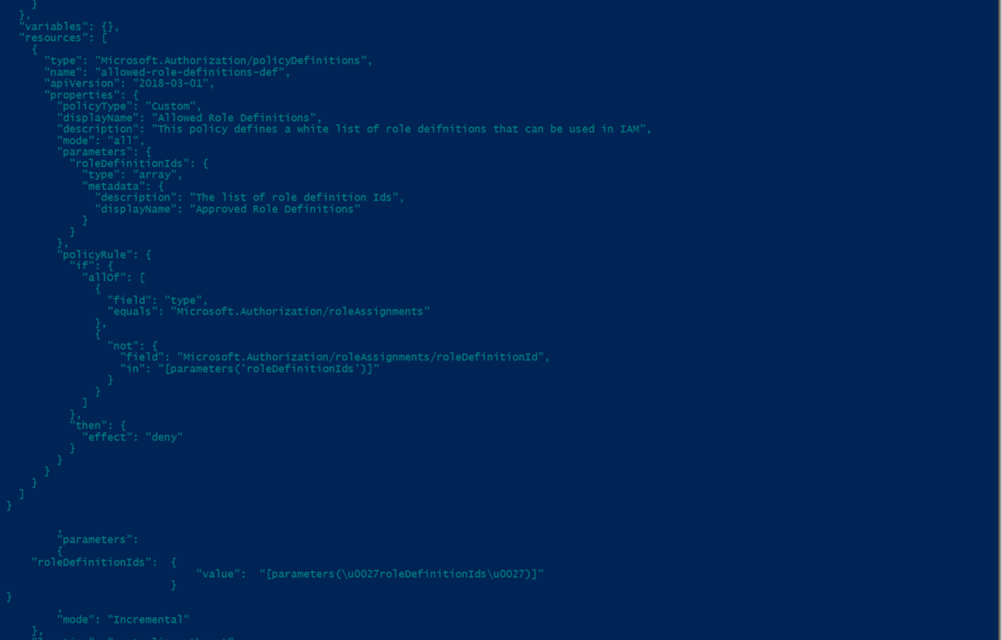 }
  },
  "variables": {},
  "resources": [
    {
      "type": "Microsoft.Authorization/policyDefinitions",
      "name": "allowed-role-definitions-def",
      "apiVersion": "2018-03-01",
      "properties": {
        "policyType": "Custom",
        "displayName": "Allowed Role Definitions",
        "description": "This policy defines a white list of role deifnitions that can be used in IAM",
        "mode": "all",
        "parameters": {
          "roleDefinitionIds": {
            "type": "array",
            "metadata": {
              "description": "The list of role definition Ids",
              "displayName": "Approved Role Definitions"
            }
          }
        },
        "policyRule": {
          "if": {
            "allOf": [
              {
                "field": "type",
                "equals": "Microsoft.Authorization/roleAssignments"
              },
              {
                "not": {
                  "field": "Microsoft.Authorization/roleAssignments/roleDefinitionId",
                  "in": "[parameters('roleDefinitionIds')]"
                }
              }
            ]
          },
          "then": {
            "effect": "deny"
          }
        }
      }
    }
  ]
}
        ,
        "parameters":
        {
    "roleDefinitionIds":  {
                              "value":  "[parameters(\u0027roleDefinitionIds\u0027)]"
                          }
}
        ,
        "mode": "Incremental"
    },